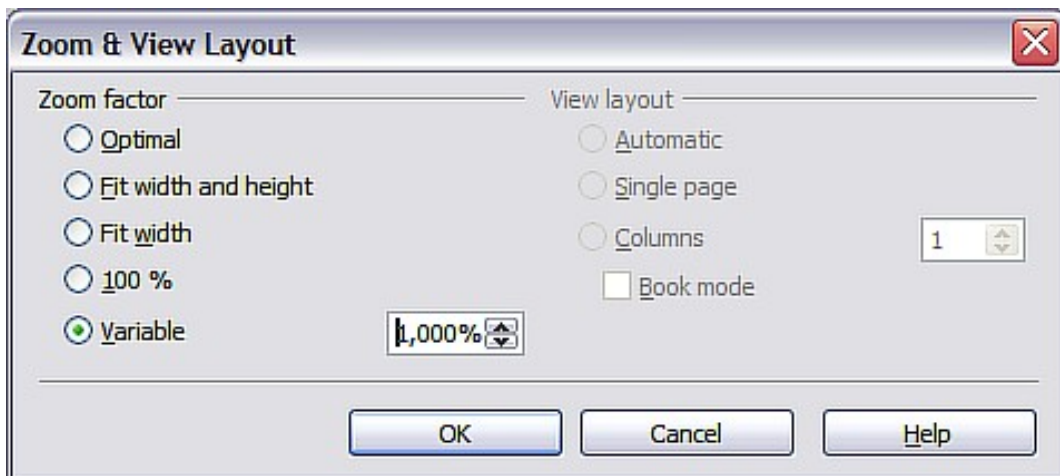 Zoom & View Layout
Zoom factor
Optimal
Fit width and height
Fit width
100 %
Variable
1,000%
View layout
Automatic
Single page
Columns
1
Book mode
OK
Cancel
Help